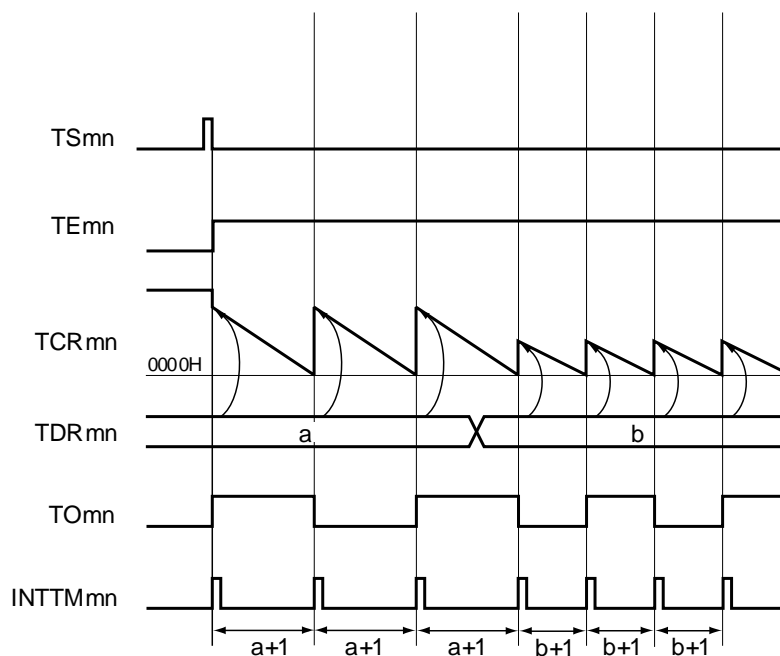 TSmn
TEmn
TCRmn
0000H
TDRmn
a
b
TOmn
INTTMmn
a+1
a+1
a+1
b+1
b+1
b+1